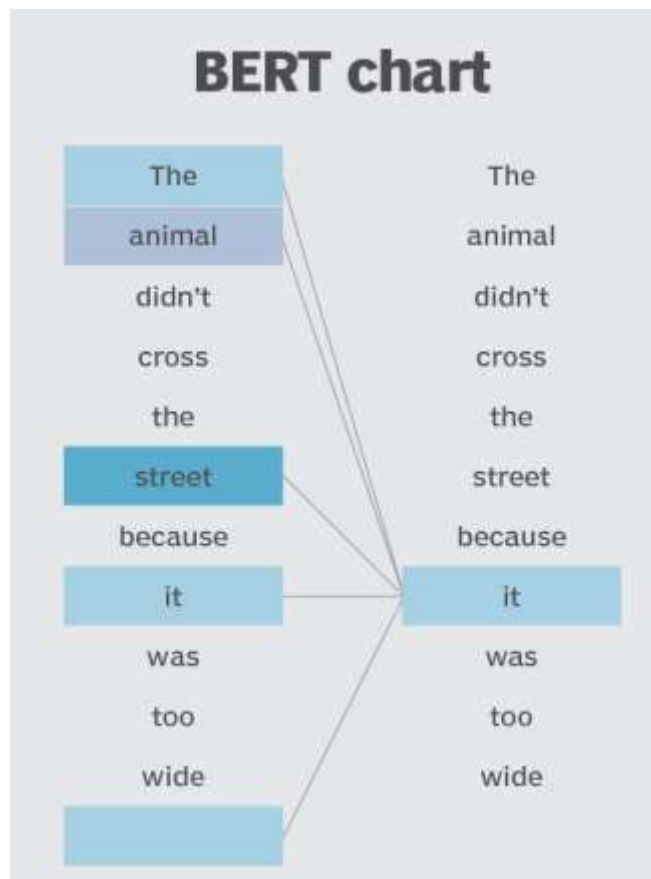 BERT chart
The The
animal animal
didn't didn't
cross cross
the the
street street
because because
it it
was was
too too
wide wide